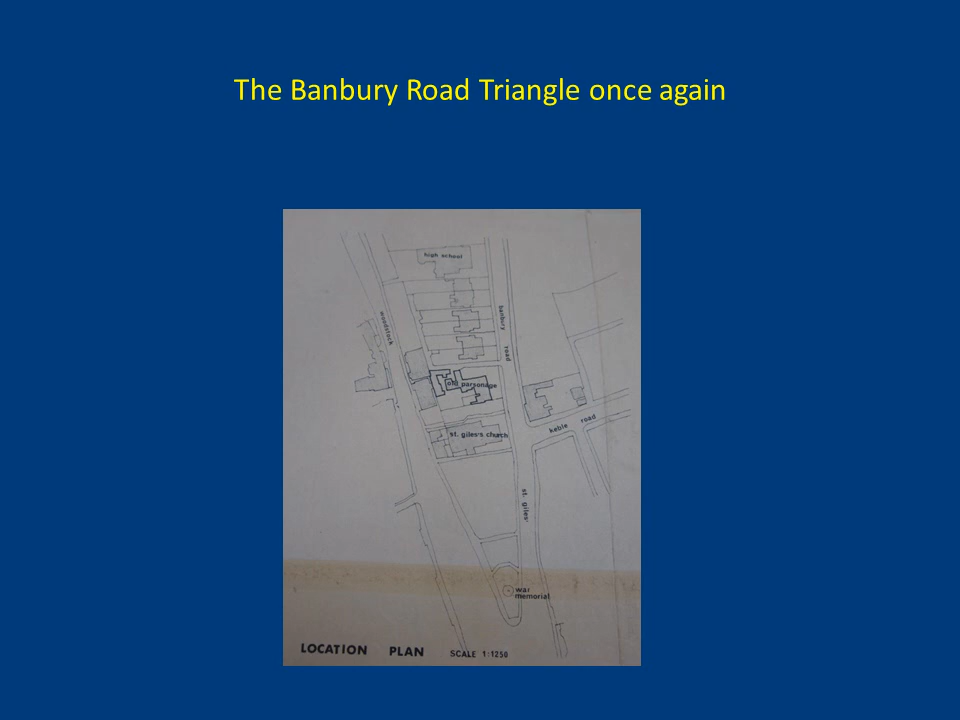 The Banbury Road Triangle once again
high school
woodstock
banbury road
old parsonage
st. giles's church
keble road
st. giles'
war
memorial
LOCATION PLAN SCALE 1:1250